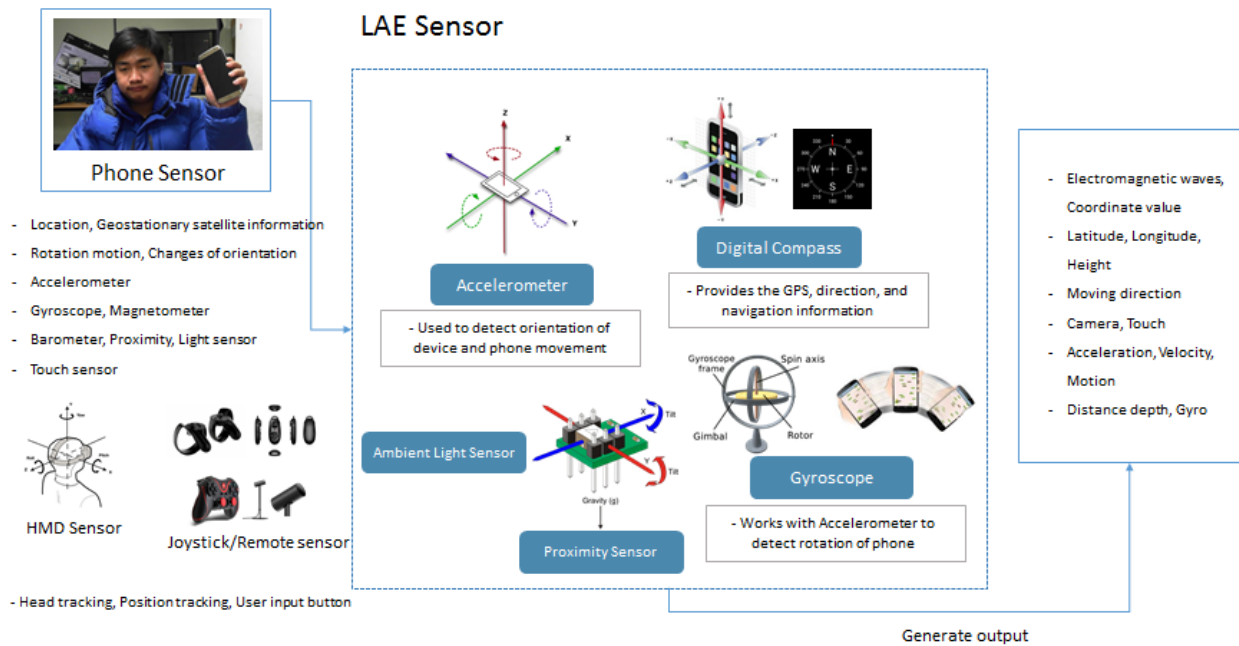 LAE Sensor
Phone Sensor
- Location, Geostationary satellite information
- Rotation motion, Changes of orientation
- Accelerometer
- Gyroscope, Magnetometer
- Barometer, Proximity, Light sensor
- Touch sensor
HMD Sensor
Joystick/Remote sensor
- Head tracking, Position tracking, User input button
Z
X
Y
Accelerometer
- Used to detect orientation of
device and phone movement
N
W E
S
Digital Compass
- Provides the GPS, direction, and
navigation information
Ambient Light Sensor
X Tilt
Y Tilt
Gravity (g)
Proximity Sensor
Gyroscope
frame
Spin axis
Gimbal
Rotor
Gyroscope
- Works with Accelerometer to
detect rotation of phone
- Electromagnetic waves,
Coordinate value
- Latitude, Longitude,
Height
- Moving direction
- Camera, Touch
- Acceleration, Velocity,
Motion
- Distance depth, Gyro
Generate output